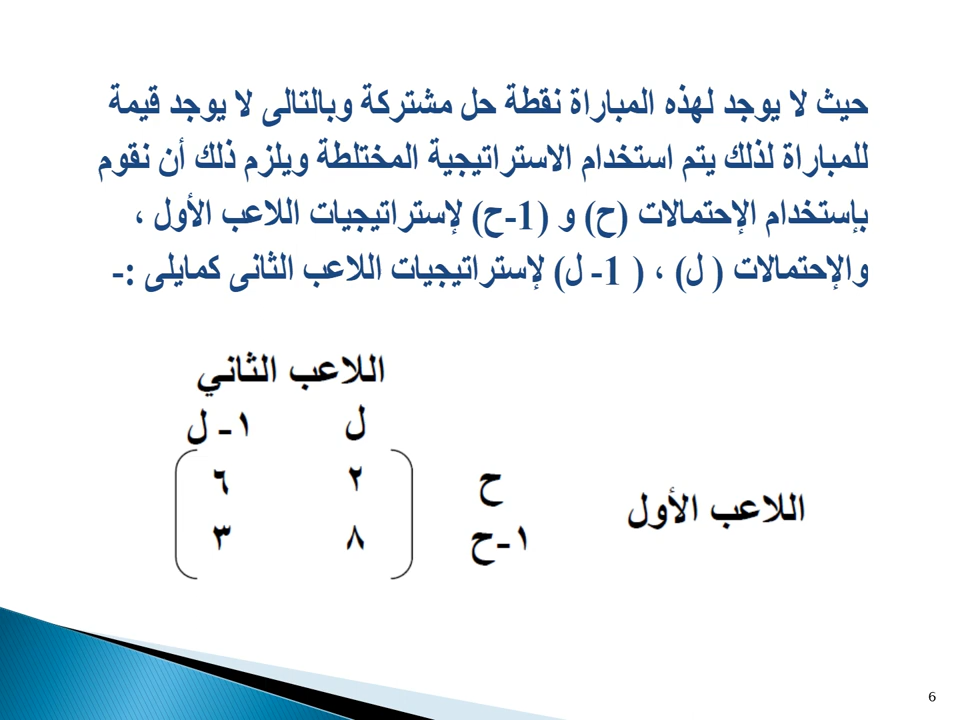 حيث لا يوجد لهذه المباراة نقطة حل مشتركة وبالتالى لا يوجد قيمة
للمباراة لذلك يتم استخدام الاستراتيجية المختلطة ويلزم ذلك أن نقوم
بإستخدام الإحتمالات (ح) و (1-ح) لإستراتيجيات اللاعب الأول ،
والإحتمالات ( ل) ، ( 1- ل) لإستراتيجيات اللاعب الثانى كمايلى :-
اللاعب الثاني
ل ١- ل
ح ٢ ٦
اللاعب الأول
١-ح ٨ ٣
6